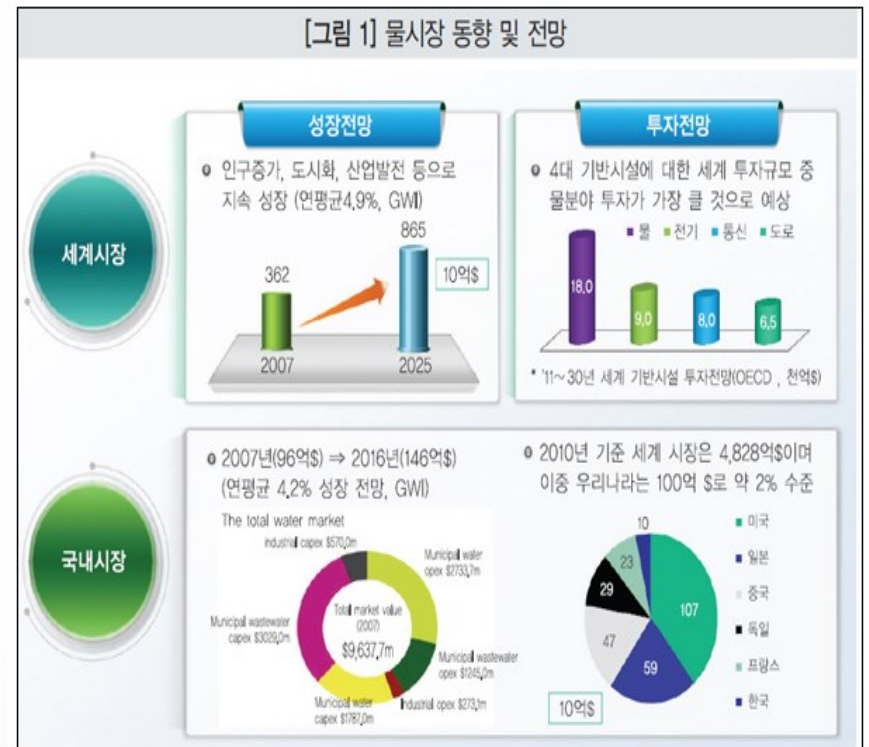 [그림 1] 물시장 동향 및 전망
세계시장
성장전망
인구증가, 도시화, 산업발전 등으로
지속 성장 (연평균4.9%, GWI)
865
362
10억$
2007
2025
투자전망
4대 기반시설에 대한 세계 투자규모 중
물분야 투자가 가장 클 것으로 예상
물 전기 통신 도로
18.0
9.0
8.0
6.5
* '11~30년 세계 기반시설 투자전망(OECD , 천억$)
국내시장
2007년(96억$) ⇒ 2016년(146억$)
(연평균 4.2% 성장 전망, GWI)
The total water market
industrial capex $570.0m
Municipal water
opex $2733.7m
Municipal wastewater
capex $3029.0m
Total market value
(2007)
$9,637.7m
Municipal wastewater
opex $1245.0m
Municipal water
capex $1787.0m
Industrial opex $273.1m
2010년 기준 세계 시장은 4,828억$이며
이중 우리나라는 100억 $로 약 2% 수준
10
23
29
107
47
59
10억$
미국
일본
중국
독일
프랑스
한국